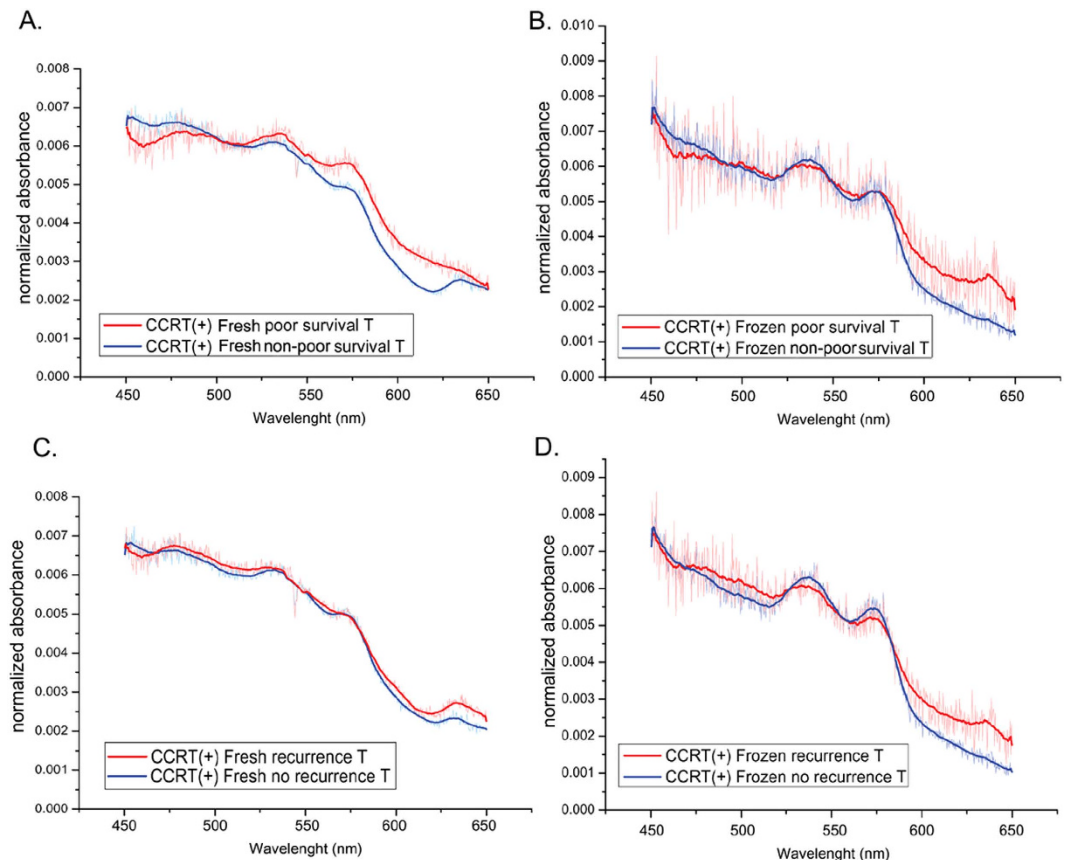 A.
0.008
0.007
0.006
0.005
0.004
0.003
0.002
0.001
0.000
normalized absorbance
CCRT(+) Fresh poor survival T
CCRT(+) Fresh non-poor survival T
450 500 550 600 650
Wavelenght (nm)
B.
0.010
0.009
0.008
0.007
0.006
0.005
0.004
0.003
0.002
0.001
0.000
normalized absorbance
CCRT(+) Frozen poor survival T
CCRT(+) Frozen non-poor survival T
450 500 550 600 650
Wavelenght (nm)
C.
0.008
0.007
0.006
0.005
0.004
0.003
0.002
0.001
0.000
normalized absorbance
CCRT(+) Fresh recurrence T
CCRT(+) Fresh no recurrence T
450 500 550 600 650
Wavelenght (nm)
D.
0.009
0.008
0.007
0.006
0.005
0.004
0.003
0.002
0.001
0.000
normalized absorbance
CCRT(+) Frozen recurrence T
CCRT(+) Frozen no recurrence T
450 500 550 600 650
Wavelenght (nm)